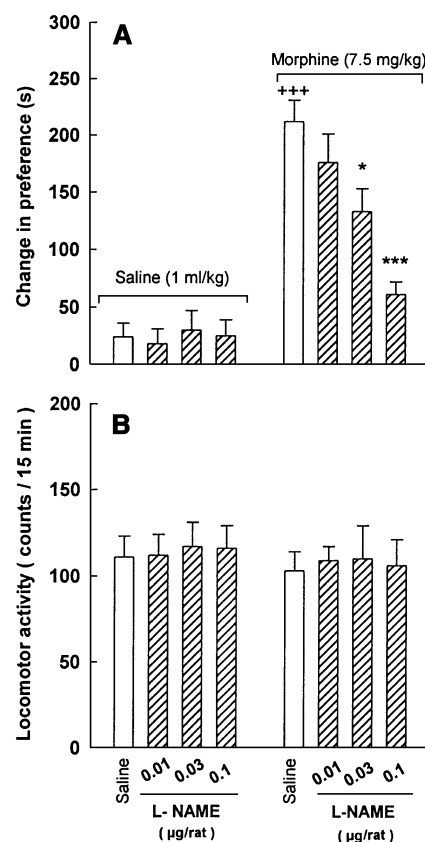 A
Change in preference (s)
300
250
200
150
100
50
0
Saline (1 ml/kg)
Morphine (7.5 mg/kg)
+++
*
***
B
Locomotor activity ( counts / 15 min )
200
150
100
50
0
Saline
0.01
0.03
0.1
L- NAME
( µg/rat )
Saline
0.01
0.03
0.1
L-NAME
( µg/rat )